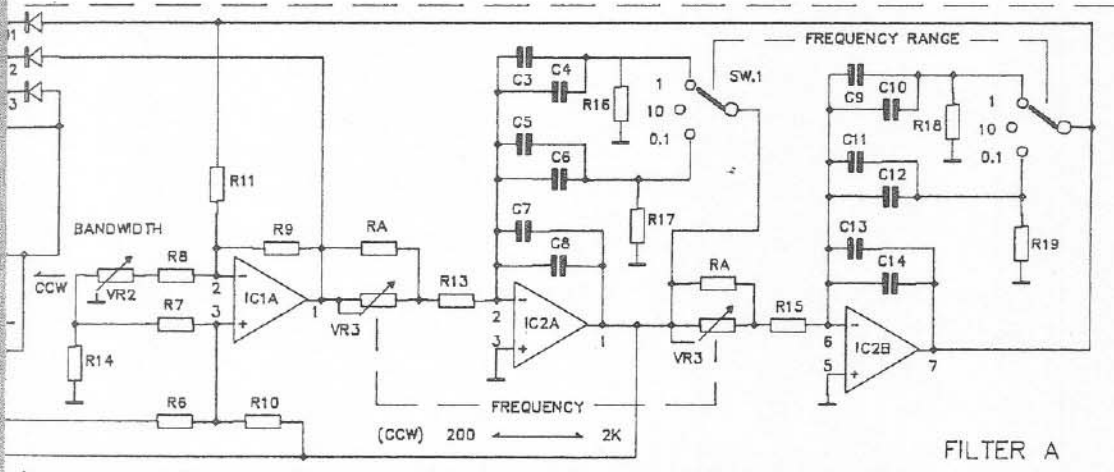 FREQUENCY RANGE
1
2
3
C3
C4
R16
1
10
0.1
SW.1
C9
C10
R18
1
10
0.1
C5
C6
C11
C12
R11
R17
R19
BANDWIDTH
R9
RA
C7
C8
C13
C14
R8
CCW
VR2
2
IC1A
R13
RA
R7
3
1
VR3
2
IC2A
VR3
R15
6
IC2B
R14
3
1
5
7
R6
R10
FREQUENCY
(CCW) 200 2K
FILTER A